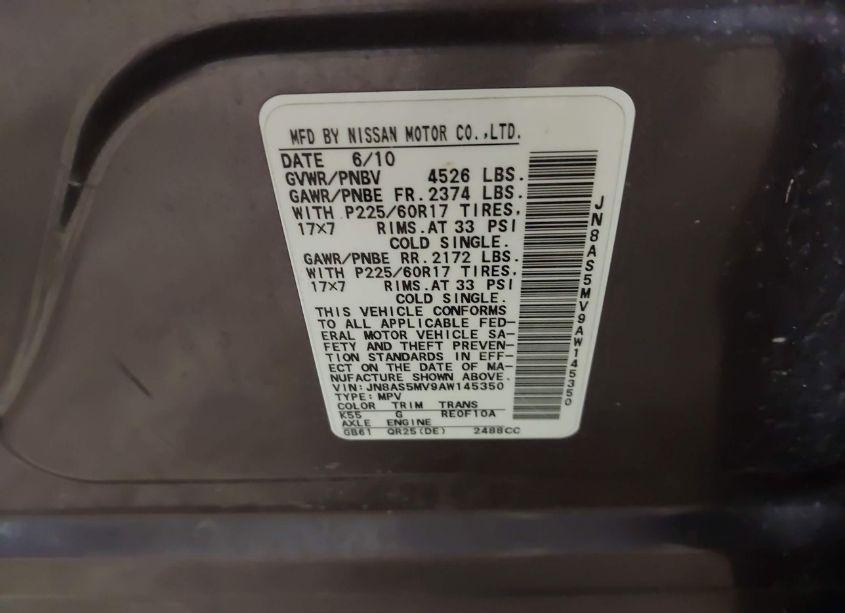 MFD BY NISSAN MOTOR CO.,LTD.
DATE 6/10
GVWR/PNBV 4526 LBS.
GAWR/PNBE FR. 2374 LBS.
WITH P225/60R17 TIRES,
17×7 RIMS.AT 33 PSI
COLD SINGLE.
GAWR/PNBE RR. 2172 LBS.
WITH P225/60R17 TIRES,
17×7 RIMS.AT 33 PSI
COLD SINGLE.
THIS VEHICLE CONFORMS
TO ALL APPLICABLE FED-
ERAL MOTOR VEHICLE SA-
FETY AND THEFT PREVEN-
TION STANDARDS IN EFF-
ECT ON THE DATE OF MA-
NUFACTURE SHOWN ABOVE.
VIN:JN8AS5MV9AW145350
TYPE: MPV
COLOR TRIM TRANS
K55 G RE0F10A
AXLE ENGINE
GB61 QR25(DE) 2488CC
JN8AS5MV9AW145350